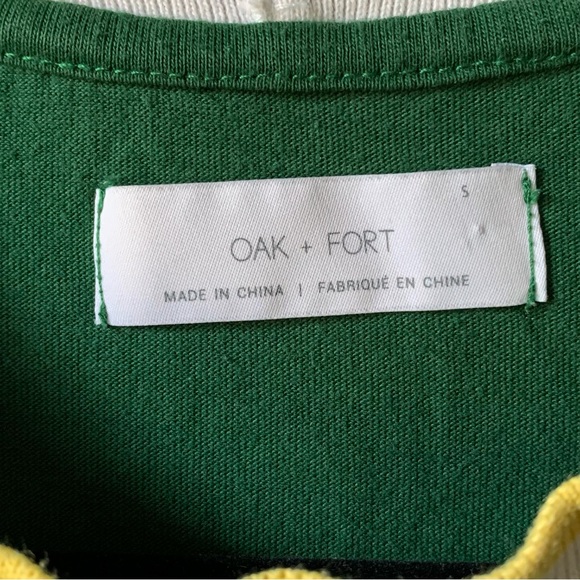 S
OAK + FORT
MADE IN CHINA | FABRIQUÉ EN CHINE